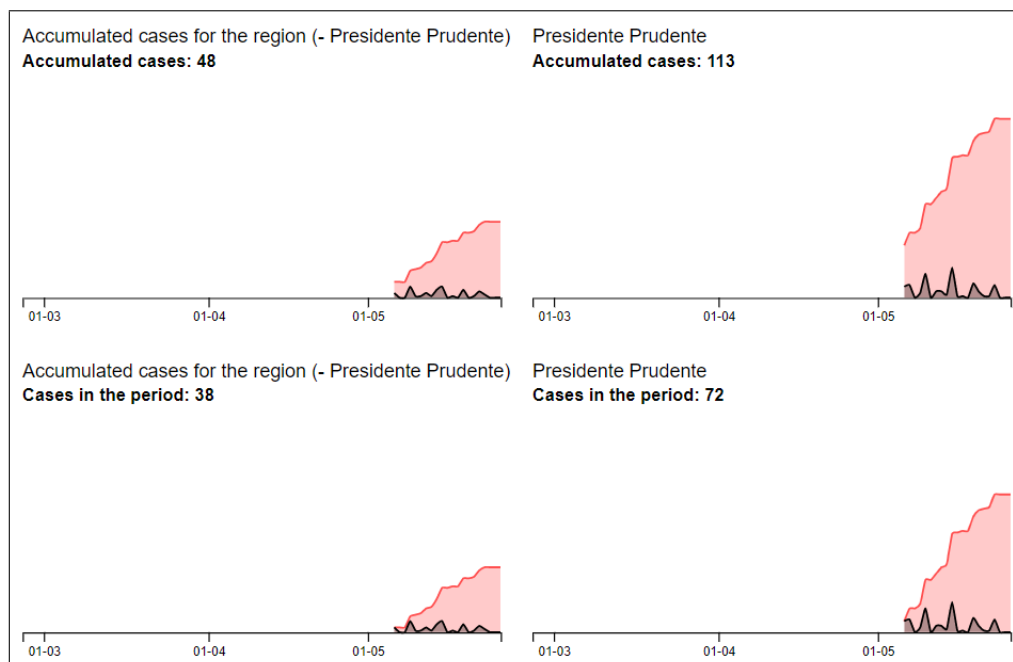 Accumulated cases for the region (- Presidente Prudente)
Accumulated cases: 48
01-03 01-04 01-05
Presidente Prudente
Accumulated cases: 113
01-03 01-04 01-05
Accumulated cases for the region (- Presidente Prudente)
Cases in the period: 38
01-03 01-04 01-05
Presidente Prudente
Cases in the period: 72
01-03 01-04 01-05